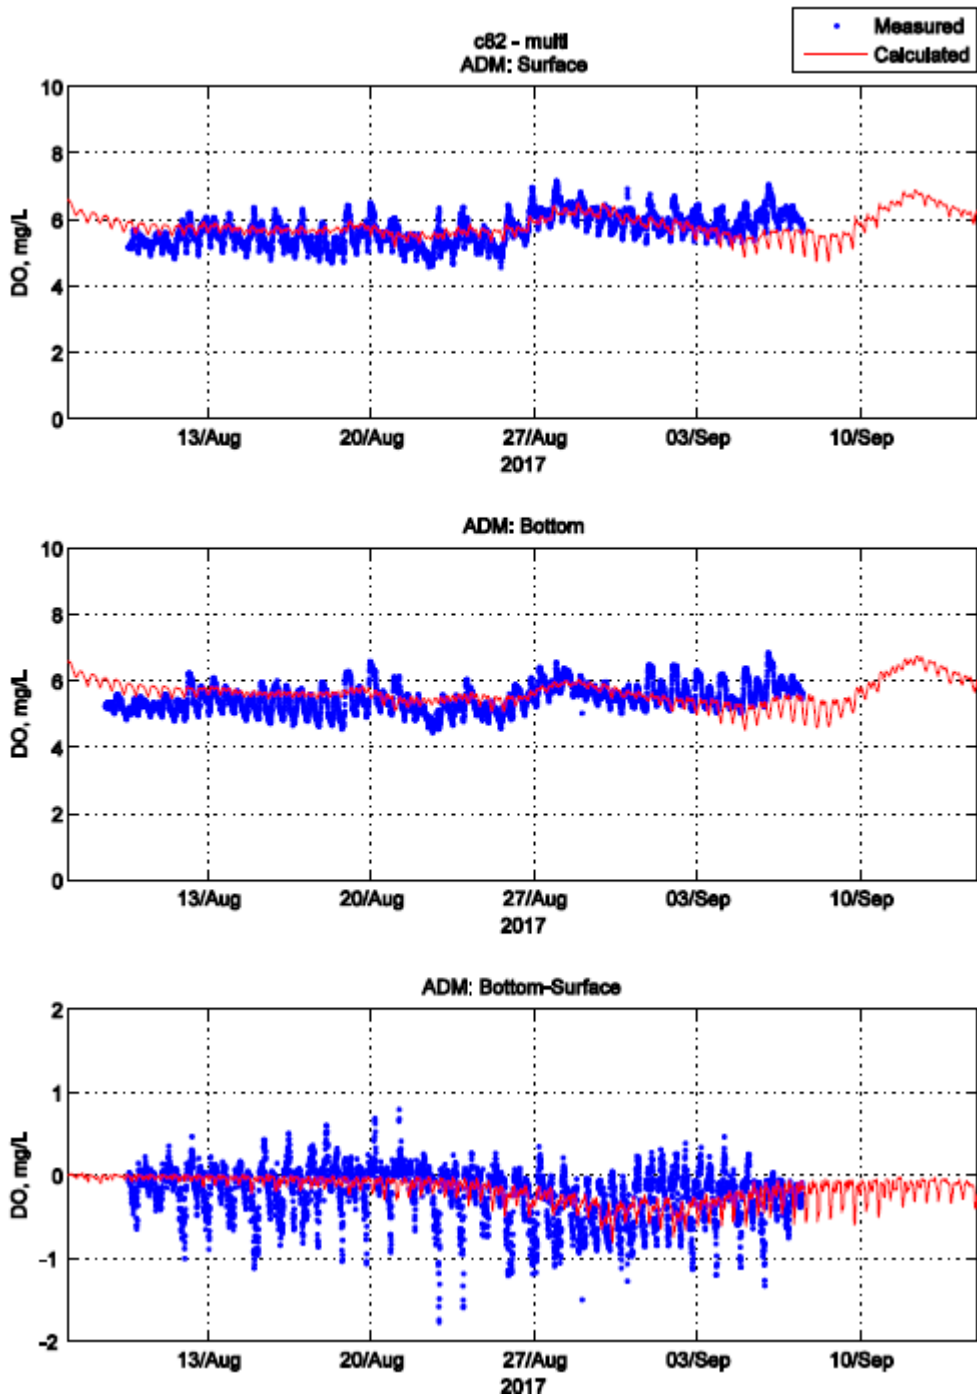 Measured
Calculated
c82 - multi
ADM: Surface
10
8
6
4
2
0
DO, mg/L
13/Aug 20/Aug 27/Aug 03/Sep 10/Sep
2017
ADM: Bottom
10
8
6
4
2
0
DO, mg/L
13/Aug 20/Aug 27/Aug 03/Sep 10/Sep
2017
ADM: Bottom-Surface
2
1
0
-1
-2
DO, mg/L
13/Aug 20/Aug 27/Aug 03/Sep 10/Sep
2017